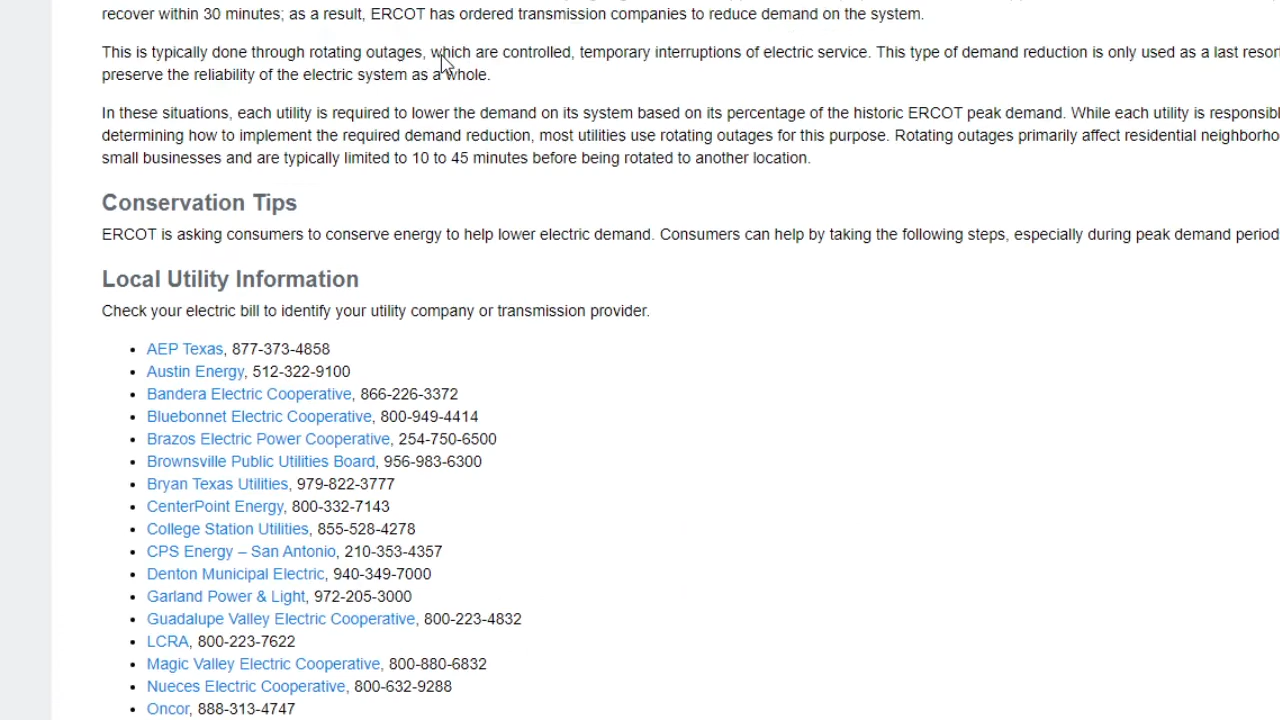 recover within 30 minutes; as a result, ERCOT has ordered transmission companies to reduce demand on the system.
This is typically done through rotating outages, which are controlled, temporary interruptions of electric service. This type of demand reduction is only used as a last resort
preserve the reliability of the electric system as a whole.
In these situations, each utility is required to lower the demand on its system based on its percentage of the historic ERCOT peak demand. While each utility is responsibl
determining how to implement the required demand reduction, most utilities use rotating outages for this purpose. Rotating outages primarily affect residential neighborho
small businesses and are typically limited to 10 to 45 minutes before being rotated to another location.
Conservation Tips
ERCOT is asking consumers to conserve energy to help lower electric demand. Consumers can help by taking the following steps, especially during peak demand period
Local Utility Information
Check your electric bill to identify your utility company or transmission provider.
• AEP Texas, 877-373-4858
• Austin Energy, 512-322-9100
• Bandera Electric Cooperative, 866-226-3372
• Bluebonnet Electric Cooperative, 800-949-4414
• Brazos Electric Power Cooperative, 254-750-6500
• Brownsville Public Utilities Board, 956-983-6300
• Bryan Texas Utilities, 979-822-3777
• CenterPoint Energy, 800-332-7143
• College Station Utilities, 855-528-4278
• CPS Energy – San Antonio, 210-353-4357
• Denton Municipal Electric, 940-349-7000
• Garland Power & Light, 972-205-3000
• Guadalupe Valley Electric Cooperative, 800-223-4832
• LCRA, 800-223-7622
• Magic Valley Electric Cooperative, 800-880-6832
• Nueces Electric Cooperative, 800-632-9288
• Oncor, 888-313-4747